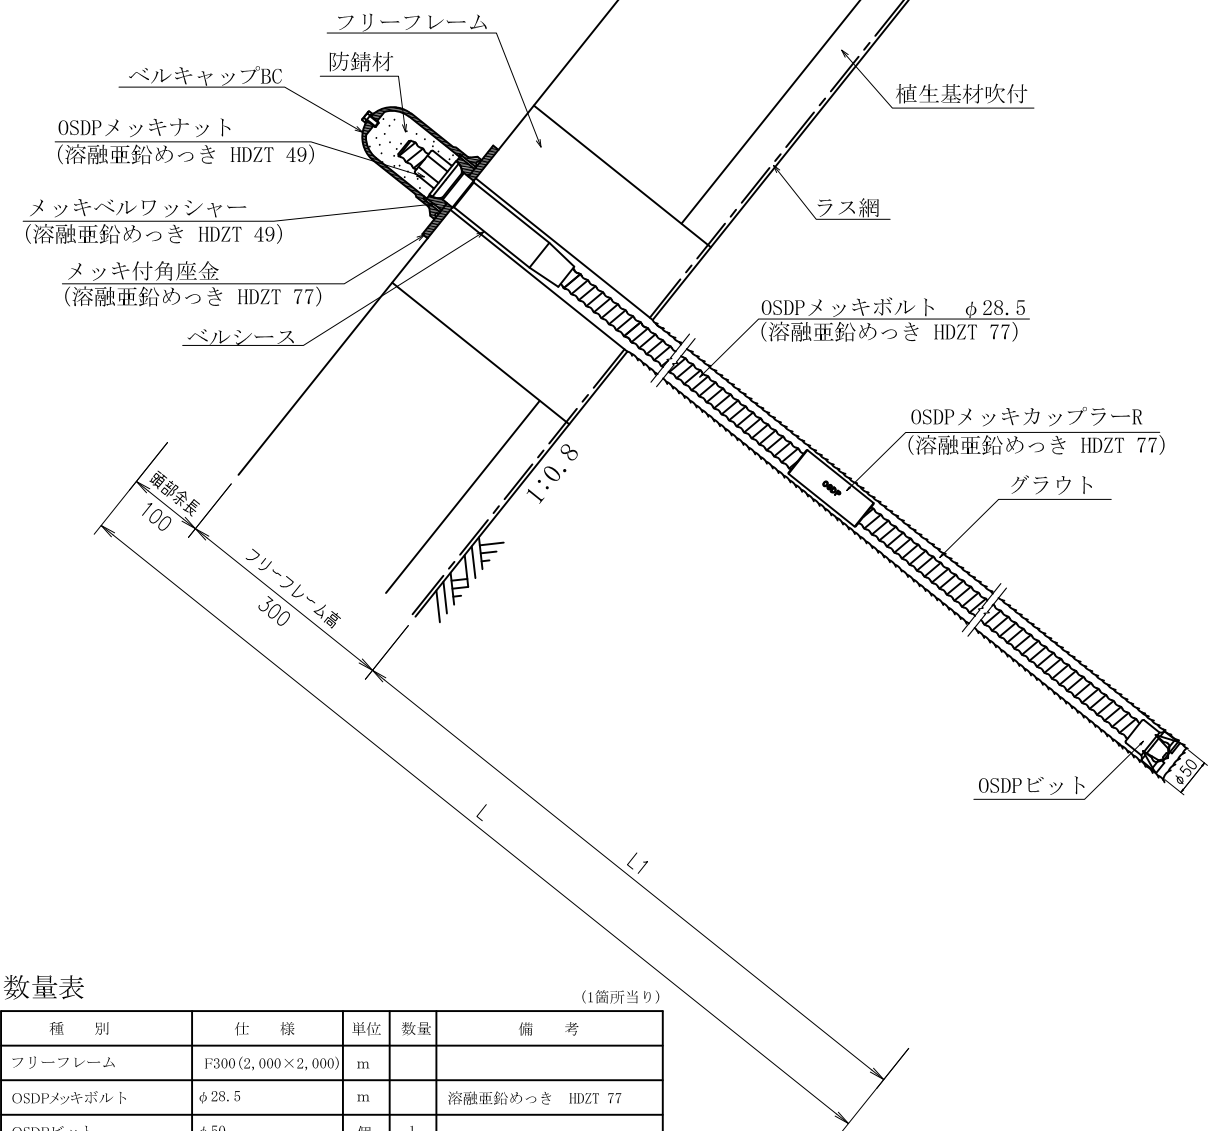 フリーフレーム
防錆材
ベルキャップBC
植生基材吹付
OSDPメッキナット
(溶融亜鉛めっき HDZT 49)
メッキベルワッシャー
(溶融亜鉛めっき HDZT 49)
ラス網
メッキ付角座金
(溶融亜鉛めっき HDZT 77)
OSDPメッキボルト φ28.5
(溶融亜鉛めっき HDZT 77)
ベルシース
OSDPメッキカップラーR
(溶融亜鉛めっき HDZT 77)
1:0.8
OSDP
グラウト
頭部余長
100
フリーフレーム高
300
OSDPビット
φ50
L
L1
数量表
(1箇所当り)
種別 仕様 単位 数量 備考
フリーフレーム F300(2,000×2,000) m
OSDPメッキボルト φ28.5 m 溶融亜鉛めっき HDZT 77
OSDPビット φ50 個 1